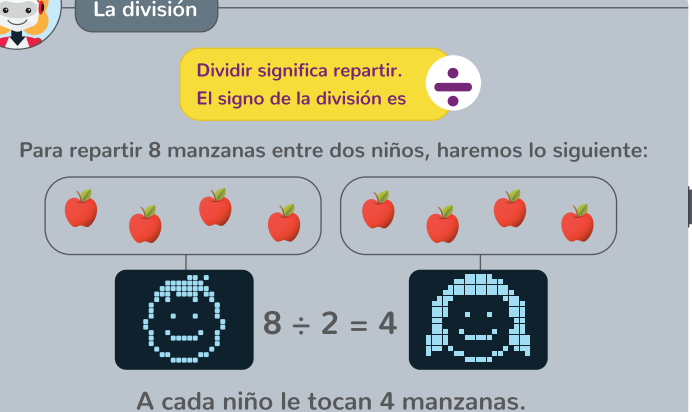 La división
Dividir significa repartir.
El signo de la división es ÷
Para repartir 8 manzanas entre dos niños, haremos lo siguiente:
8 ÷ 2 = 4
A cada niño le tocan 4 manzanas.